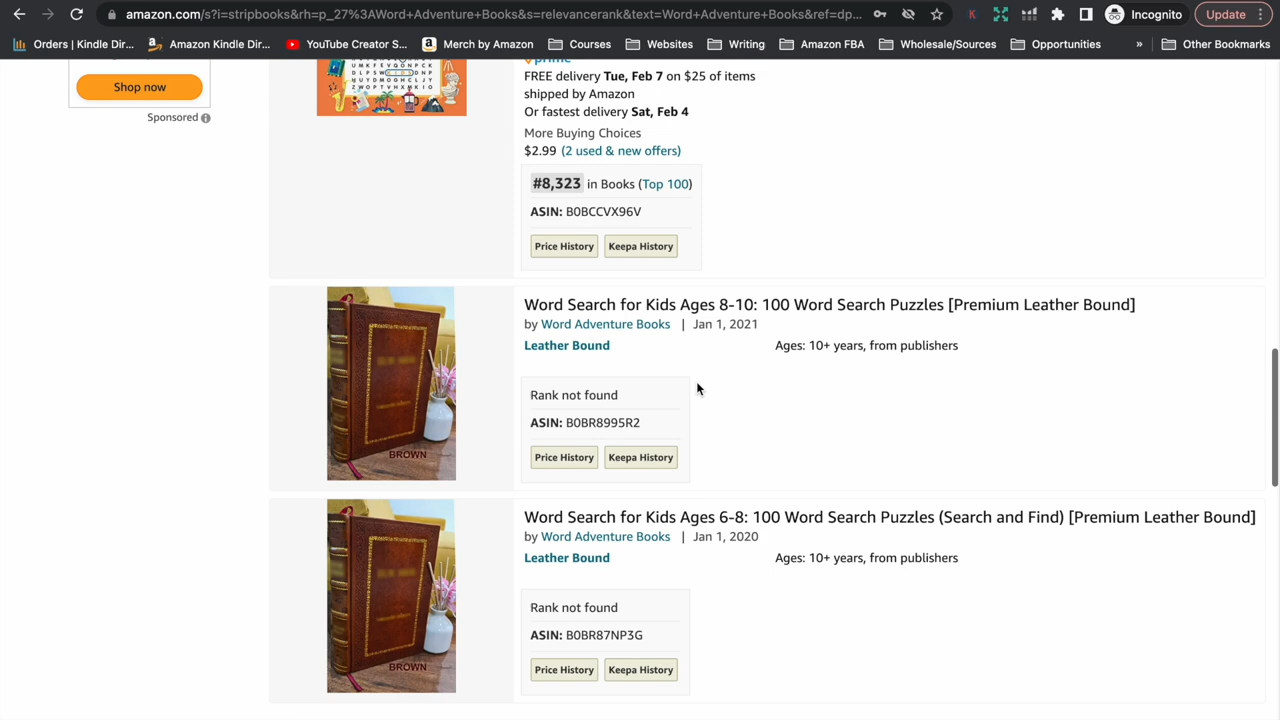 amazon.com/s?i=stripbooks&rh=p_27%3AWord+Adventure+Books&s=relevancerank&text=Word+Adventure+Books&ref=dp...
Incognito
Update
Orders | Kindle Dir...
Amazon Kindle Dir...
YouTube Creator S...
Merch by Amazon
Courses
Websites
Writing
Amazon FBA
Wholesale/Sources
Opportunities
»
Other Bookmarks
Shop now
Sponsored
prime
FREE delivery Tue, Feb 7 on $25 of items
shipped by Amazon
Or fastest delivery Sat, Feb 4
More Buying Choices
$2.99 (2 used & new offers)
#8,323 in Books (Top 100)
ASIN: B0BCCVX96V
Price History
Keepa History
Word Search for Kids Ages 8-10: 100 Word Search Puzzles [Premium Leather Bound]
by Word Adventure Books | Jan 1, 2021
Leather Bound
Ages: 10+ years, from publishers
Rank not found
ASIN: B0BR8995R2
Price History
Keepa History
BROWN
Word Search for Kids Ages 6-8: 100 Word Search Puzzles (Search and Find) [Premium Leather Bound]
by Word Adventure Books | Jan 1, 2020
Leather Bound
Ages: 10+ years, from publishers
Rank not found
ASIN: B0BR87NP3G
Price History
Keepa History
BROWN